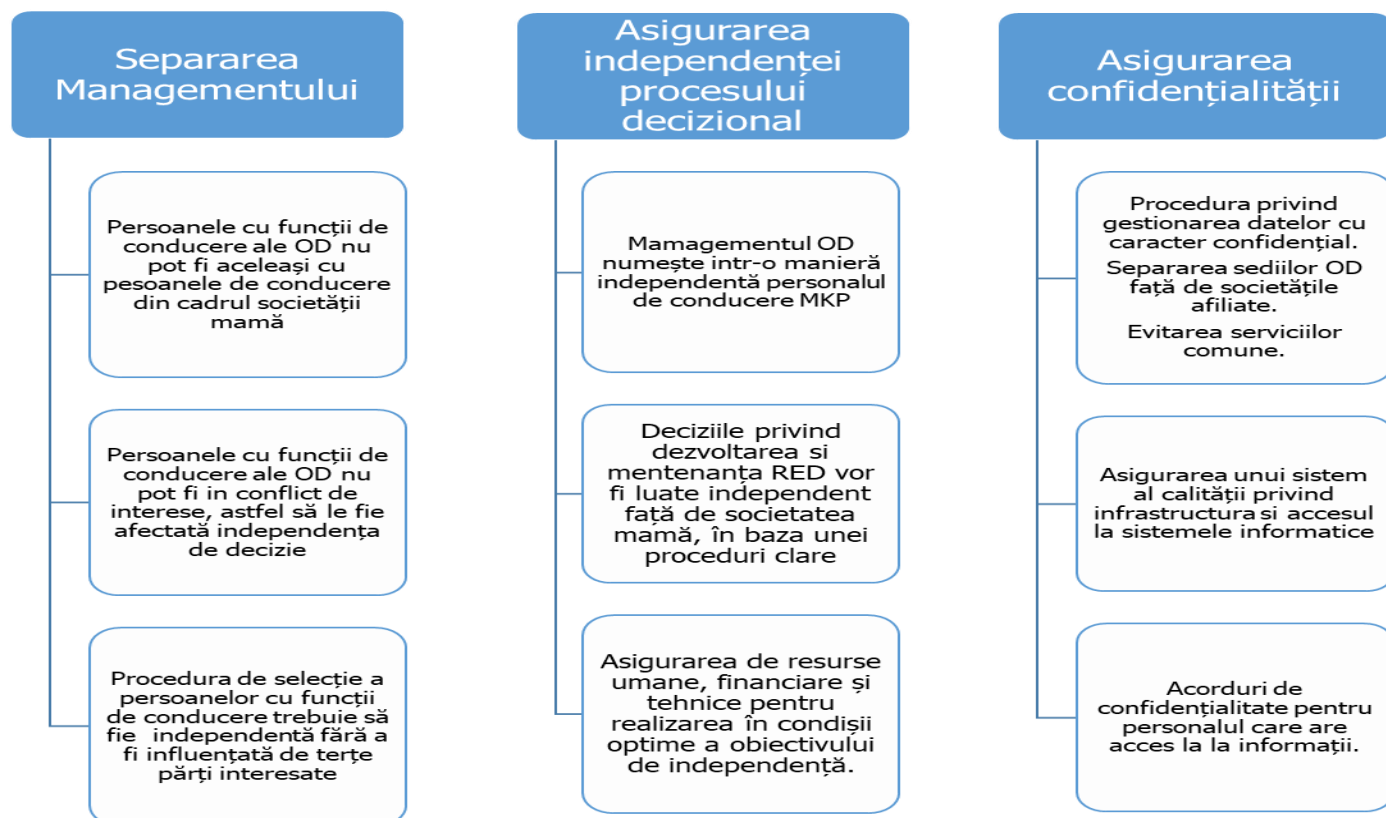 Separarea
Managementului
Persoanele cu funcții de
conducere ale OD nu
pot fi aceleași cu
pesoanele de conducere
din cadrul societății
mamă
Persoanele cu funcții de
conducere ale OD nu
pot fi in conflict de
interese, astfel să le fie
afectată independența
de decizie
Procedura de selecție a
persoanelor cu funcții
de conducere trebuie să
fie independentă fără a
fi influențată de terțe
părți interesate
Asigurarea
independenței
procesului
decizional
Mamagementul OD
numește intr-o manieră
independentă personalul
de conducere MKP
Deciziile privind
dezvoltarea si
mentenanța RED vor
fi luate independent
față de societatea
mamă, în baza unei
proceduri clare
Asigurarea de resurse
umane, financiare și
tehnice pentru
realizarea în condișii
optime a obiectivului
de independență.
Asigurarea
confidențialității
Procedura privind
gestionarea datelor cu
caracter confidențial.
Separarea sediilor OD
față de societățile
afiliate.
Evitarea serviciilor
comune.
Asigurarea unui sistem
al calității privind
infrastructura si accesul
la sistemele informatice
Acorduri de
confidențialitate pentru
personalul care are
acces la la informații.